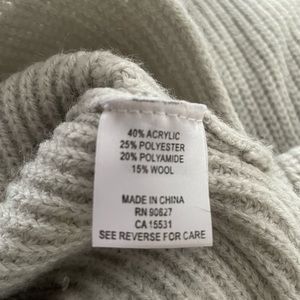 40% ACRYLIC
25% POLYESTER
20% POLYAMIDE
15% WOOL
MADE IN CHINA
RN 90827
CA 15531
SEE REVERSE FOR CARE